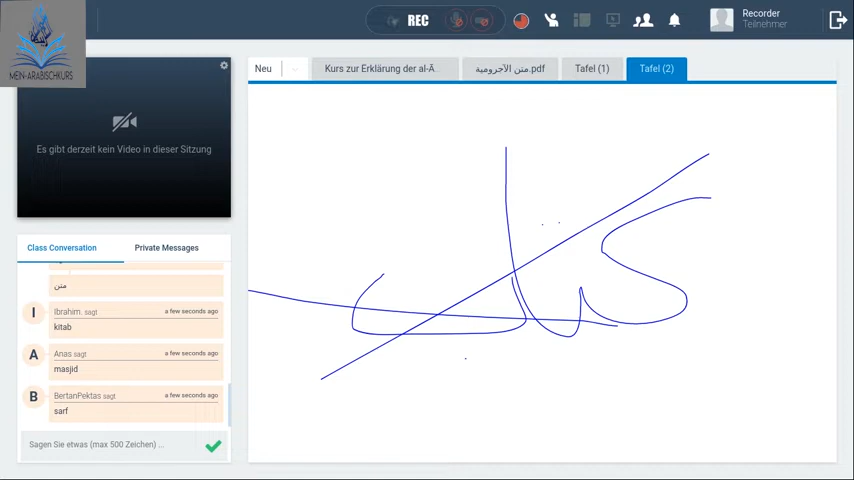 MEIN-ARABISCHKURS
REC
Recorder
Teilnehmer
Neu
Kurs zur Erklärung der al-Ā...
متن الآجرومية.pdf
Tafel (1)
Tafel (2)
Es gibt derzeit kein Video in dieser Sitzung
Class Conversation
Private Messages
متن
I
Ibrahim. sagt
a few seconds ago
kitab
A
Anas sagt
a few seconds ago
masjid
B
BertanPektas sagt
a few seconds ago
sarf
Sagen Sie etwas (max 500 Zeichen) ...
كتاب